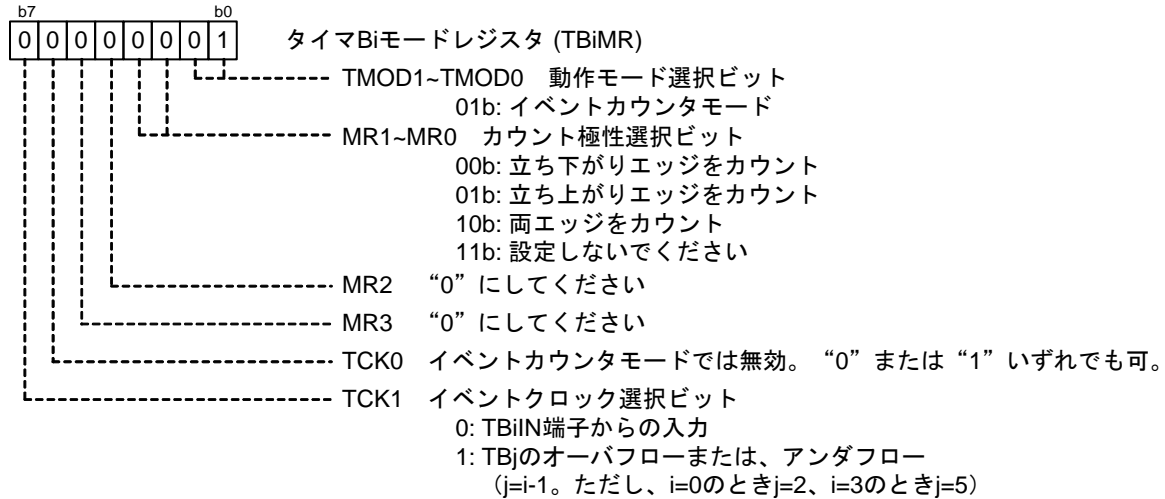 b7 b0
0 0 0 0 0 0 0 1 タイマBiモードレジスタ (TBiMR)
TMOD1~TMOD0 動作モード選択ビット
01b: イベントカウンタモード
MR1~MR0 カウント極性選択ビット
00b: 立ち下がりエッジをカウント
01b: 立ち上がりエッジをカウント
10b: 両エッジをカウント
11b: 設定しないでください
MR2 “0” にしてください
MR3 “0” にしてください
TCK0 イベントカウンタモードでは無効。 “0” または “1” いずれでも可。
TCK1 イベントクロック選択ビット
0: TBiIN端子からの入力
1: TBjのオーバフローまたは、アンダフロー
（j=i-1。ただし、i=0のときj=2、i=3のときj=5）